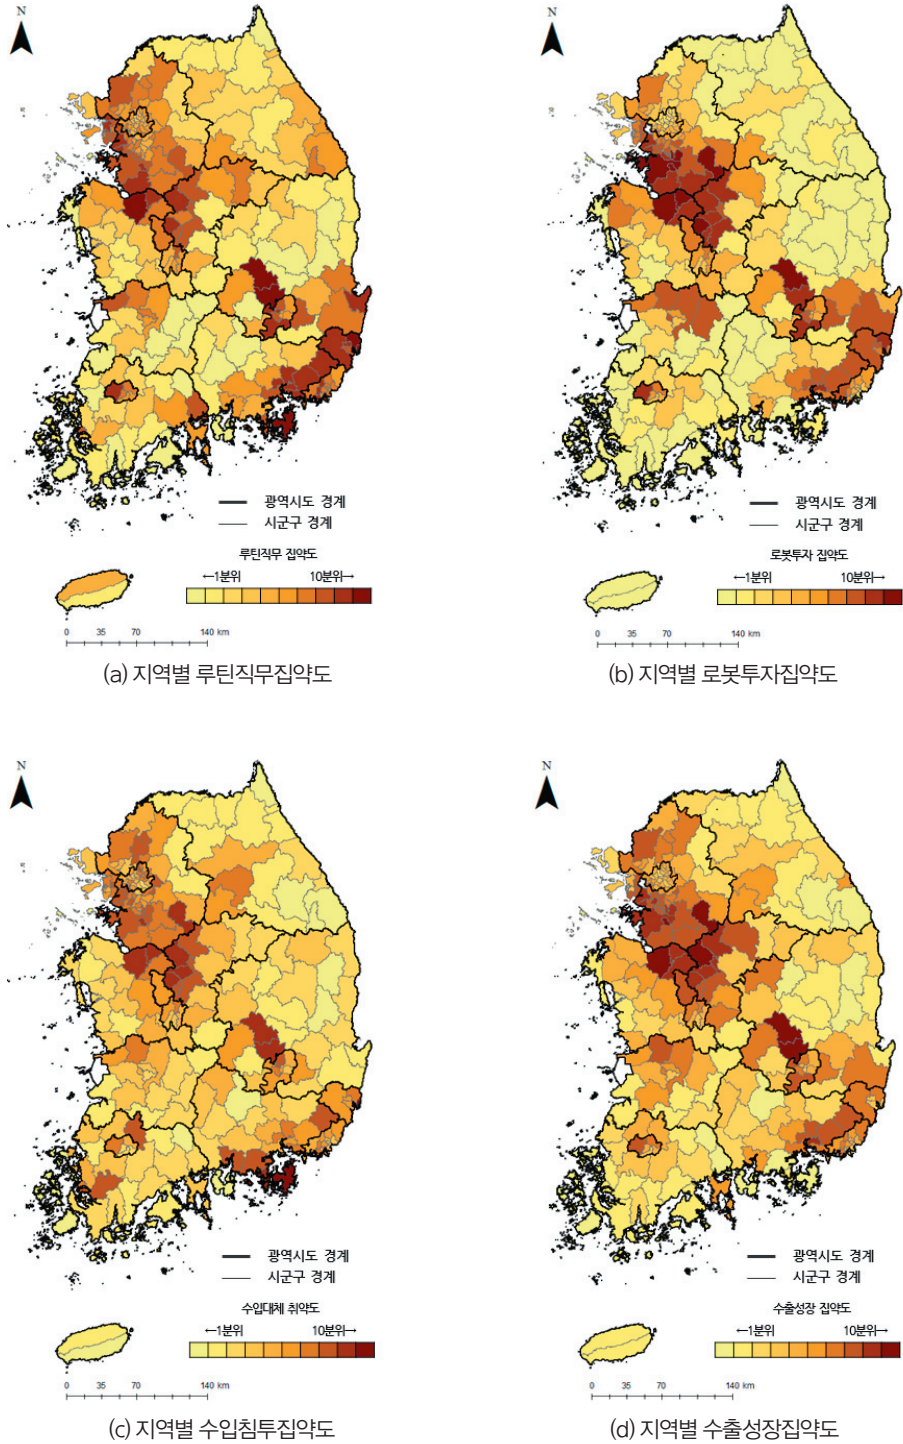 N
광역시도 경계
시군구 경계
루틴직무 집약도
←1분위 10분위→
0 35 70 140 km
(a) 지역별 루틴직무집약도
N
광역시도 경계
시군구 경계
로봇투자 집약도
←1분위 10분위→
0 35 70 140 km
(b) 지역별 로봇투자집약도
N
광역시도 경계
시군구 경계
수입대체 취약도
←1분위 10분위→
0 35 70 140 km
(c) 지역별 수입침투집약도
N
광역시도 경계
시군구 경계
수출성장 집약도
←1분위 10분위→
0 35 70 140 km
(d) 지역별 수출성장집약도